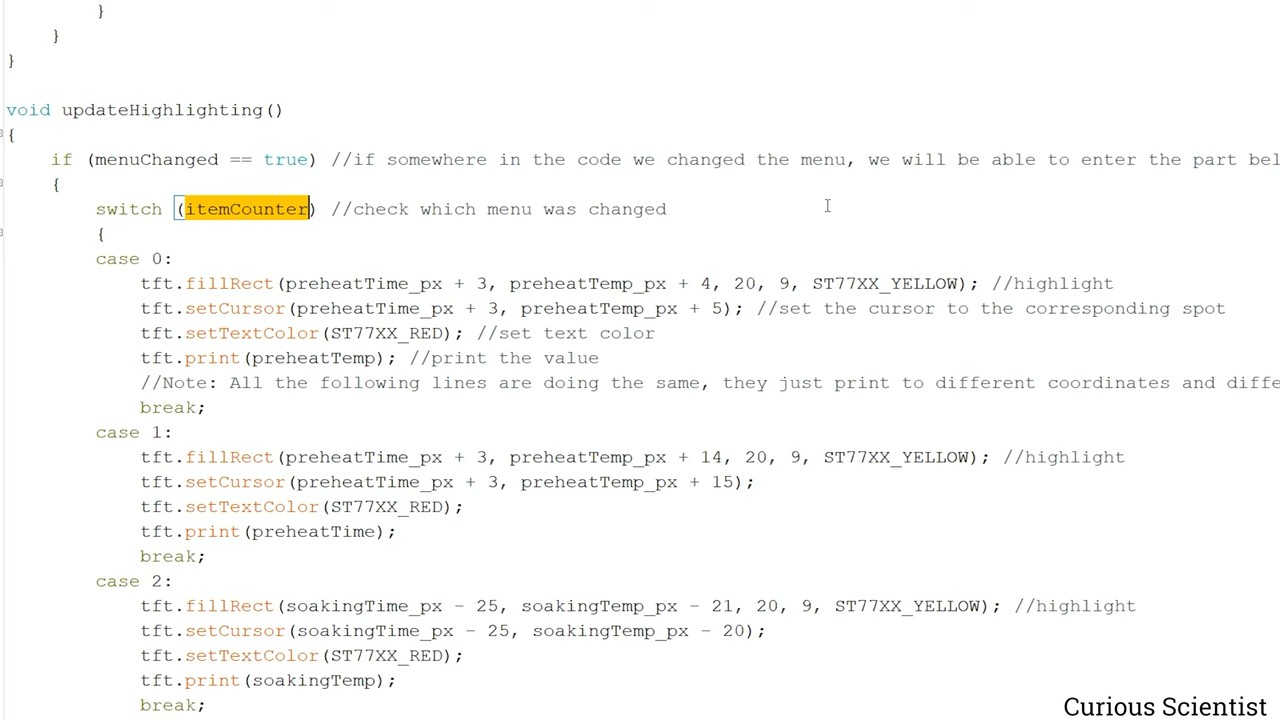 }
}
}
void updateHighlighting()
{
if (menuChanged == true) //if somewhere in the code we changed the menu, we will be able to enter the part
{
switch (itemCounter) //check which menu was changed
{
case 0:
tft.fillRect(preheatTime_px + 3, preheatTemp_px + 4, 20, 9, ST77XX_YELLOW); //highlight
tft.setCursor(preheatTime_px + 3, preheatTemp_px + 5); //set the cursor to the corresponding spot
tft.setTextColor(ST77XX_RED); //set text color
tft.print(preheatTemp); //print the value
//Note: All the following lines are doing the same, they just print to different coordinates and
break;
case 1:
tft.fillRect(preheatTime_px + 3, preheatTemp_px + 14, 20, 9, ST77XX_YELLOW); //highlight
tft.setCursor(preheatTime_px + 3, preheatTemp_px + 15);
tft.setTextColor(ST77XX_RED);
tft.print(preheatTime);
break;
case 2:
tft.fillRect(soakingTime_px - 25, soakingTemp_px - 21, 20, 9, ST77XX_YELLOW); //highlight
tft.setCursor(soakingTime_px - 25, soakingTemp_px - 20);
tft.setTextColor(ST77XX_RED);
tft.print(soakingTemp);
break;
Curious Scientist